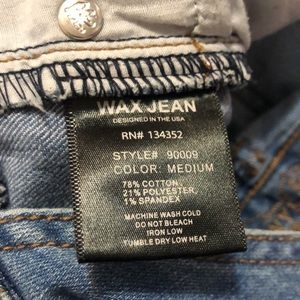 WAX JEAN
DESIGNED IN THE USA
RN# 134352
STYLE# 90009
COLOR: MEDIUM
78% COTTON,
21% POLYESTER,
1% SPANDEX
MACHINE WASH COLD
DO NOT BLEACH
IRON LOW
TUMBLE DRY LOW HEAT